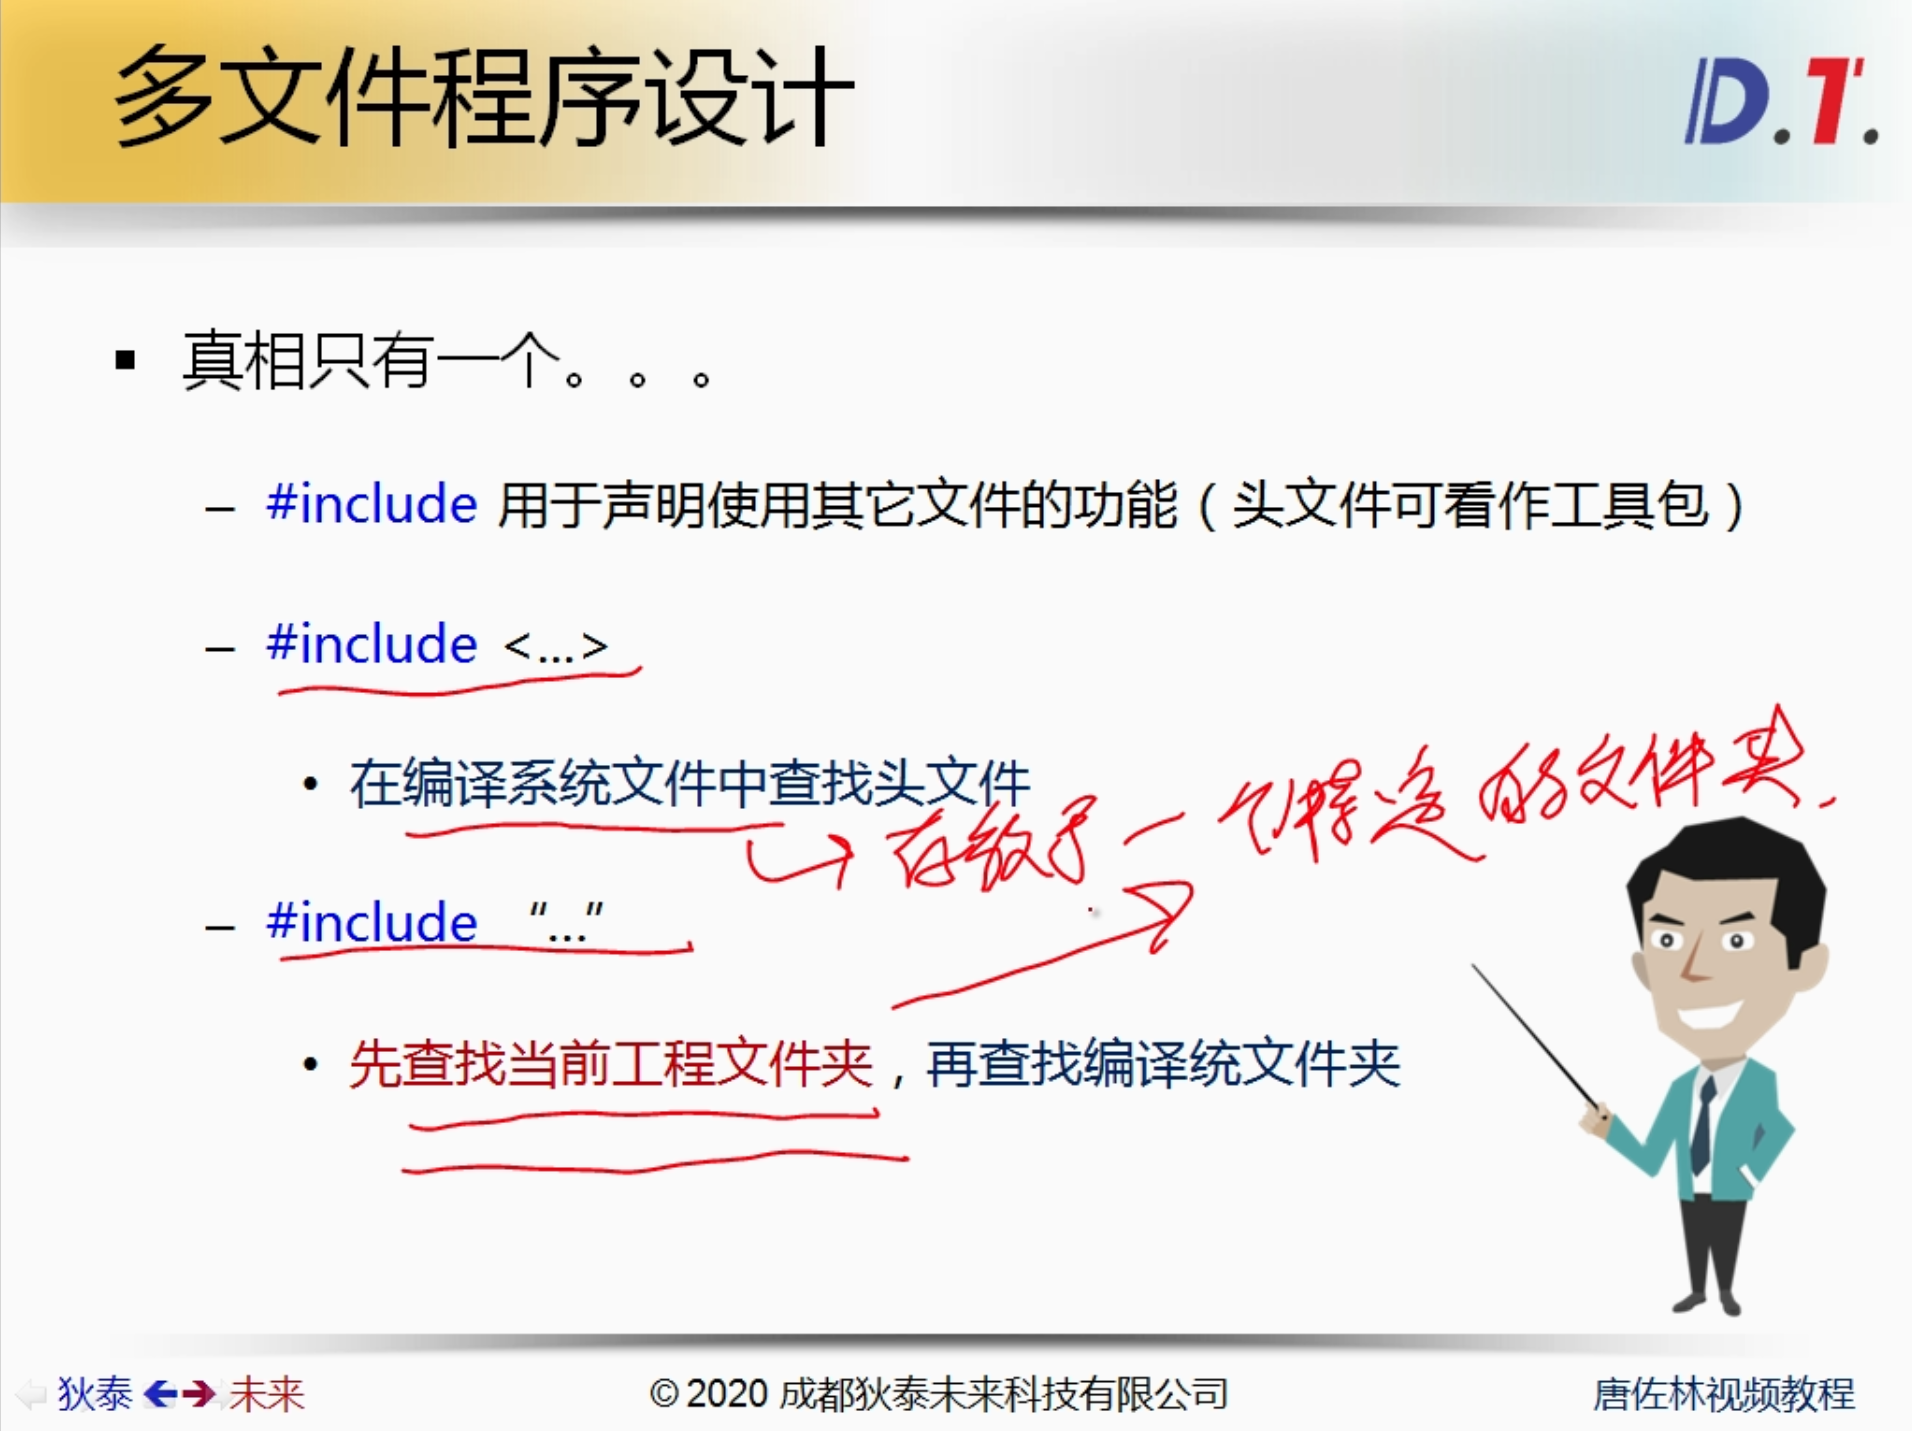 多文件程序设计
D.T.
真相只有一个。。。
– #include 用于声明使用其它文件的功能（头文件可看作工具包）
– #include <...>
• 在编译系统文件中查找头文件
存放于一个特定的文件夹.
– #include “...”
• 先查找当前工程文件夹，再查找编译统文件夹
狄泰 未来
© 2020 成都狄泰未来科技有限公司
唐佐林视频教程